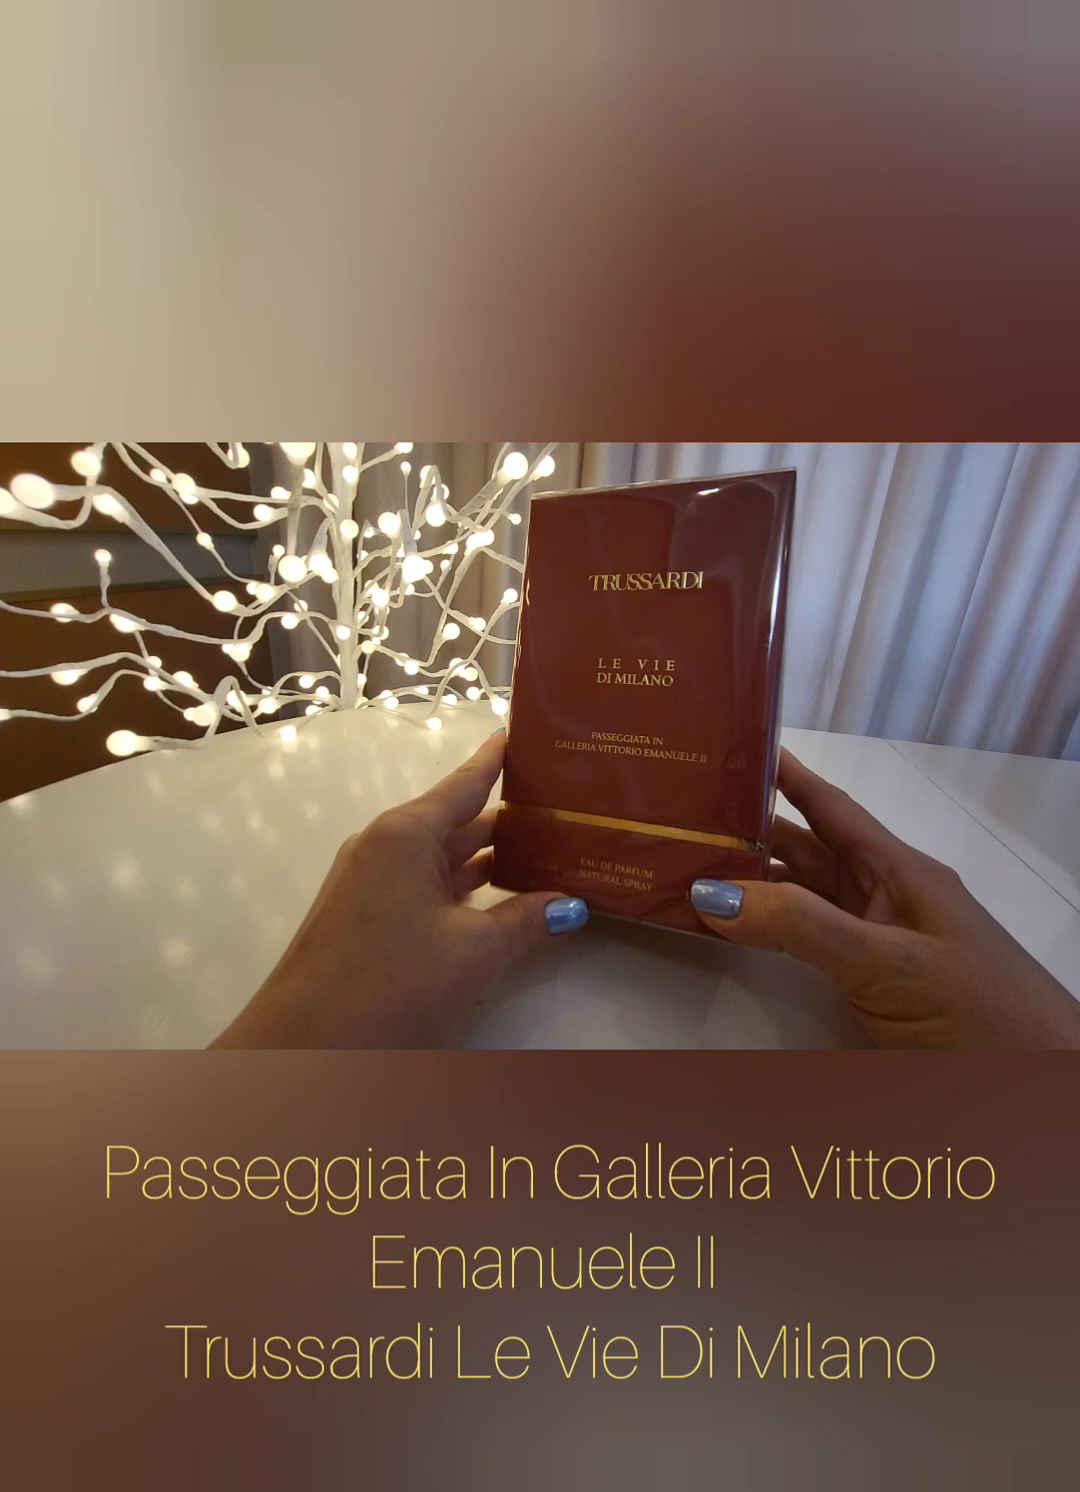 TRUSSARDI
LE VIE
DI MILANO
PASSEGGIATA IN
GALLERIA VITTORIO EMANUELE II
EAU DE PARFUM
NATURAL SPRAY
Passeggiata In Galleria Vittorio
Emanuele II
Trussardi Le Vie Di Milano